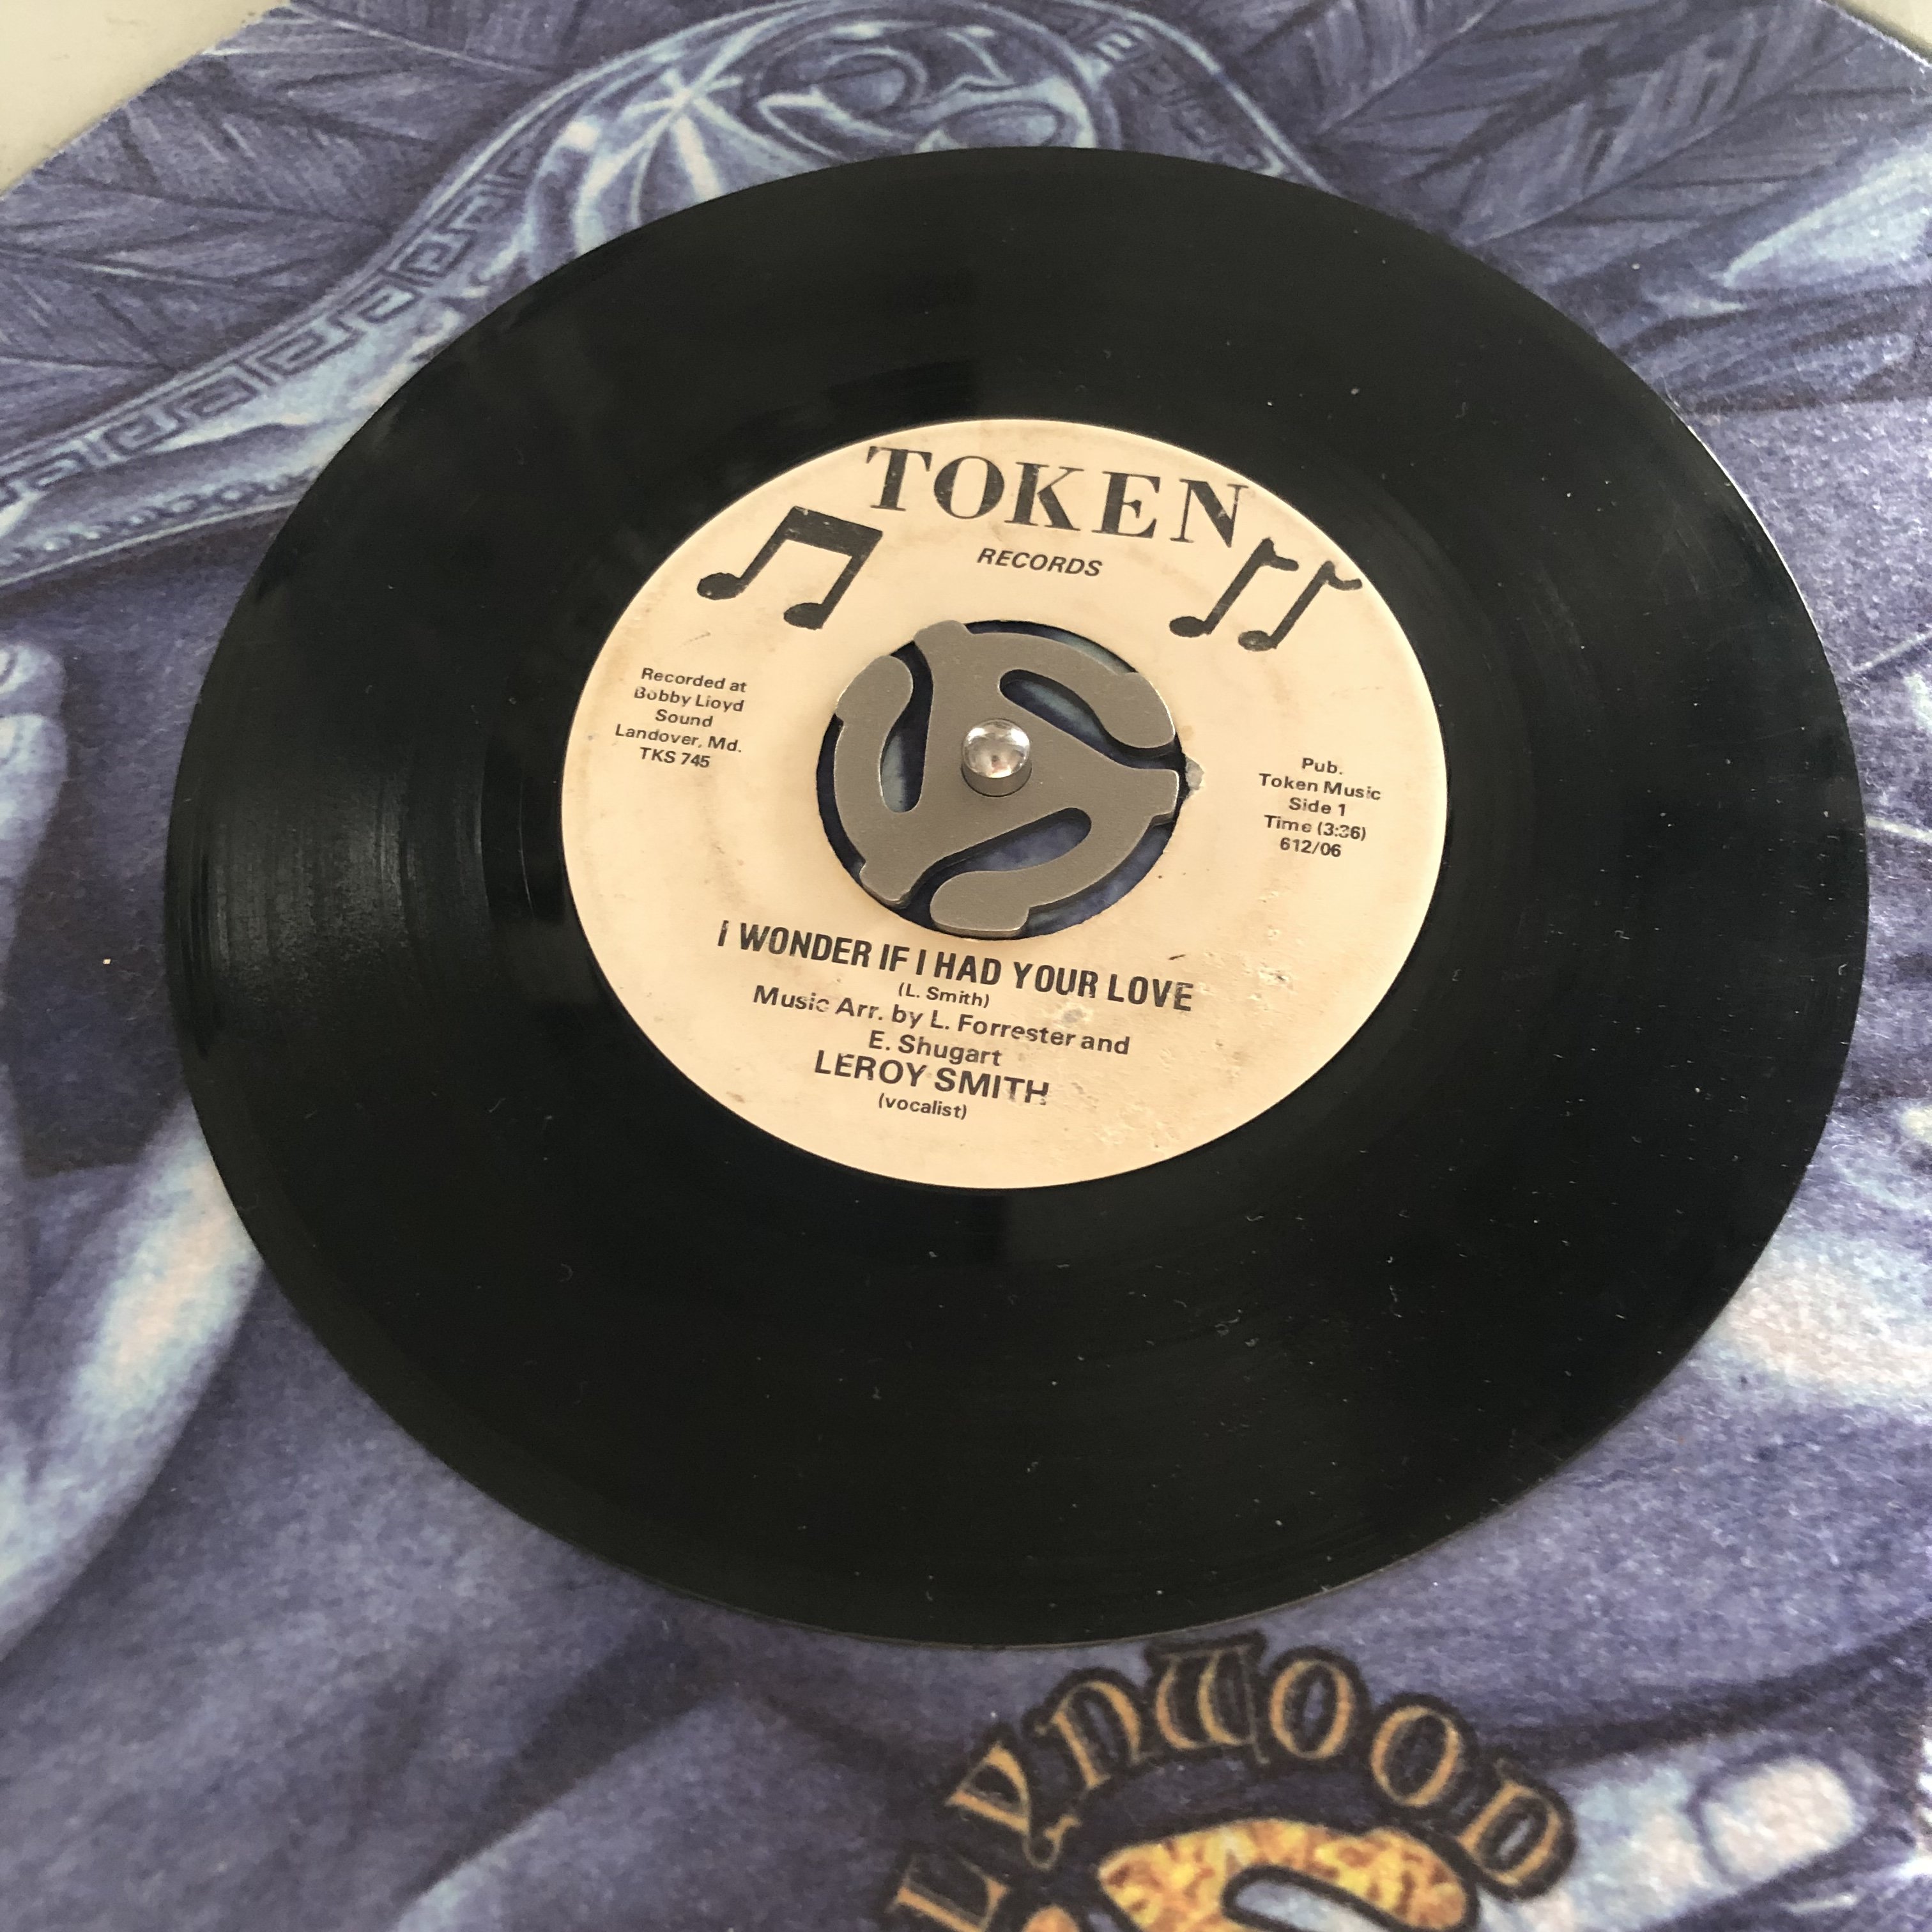 TOKEN
RECORDS
Recorded at
Bobby Lloyd
Sound
Landover, Md.
TKS 745
Pub.
Token Music
Side 1
Time (3:36)
612/06
I WONDER IF I HAD YOUR LOVE
(L. Smith)
Music Arr. by L. Forrester and
E. Shugart
LEROY SMITH
(vocalist)
LYNWOOD